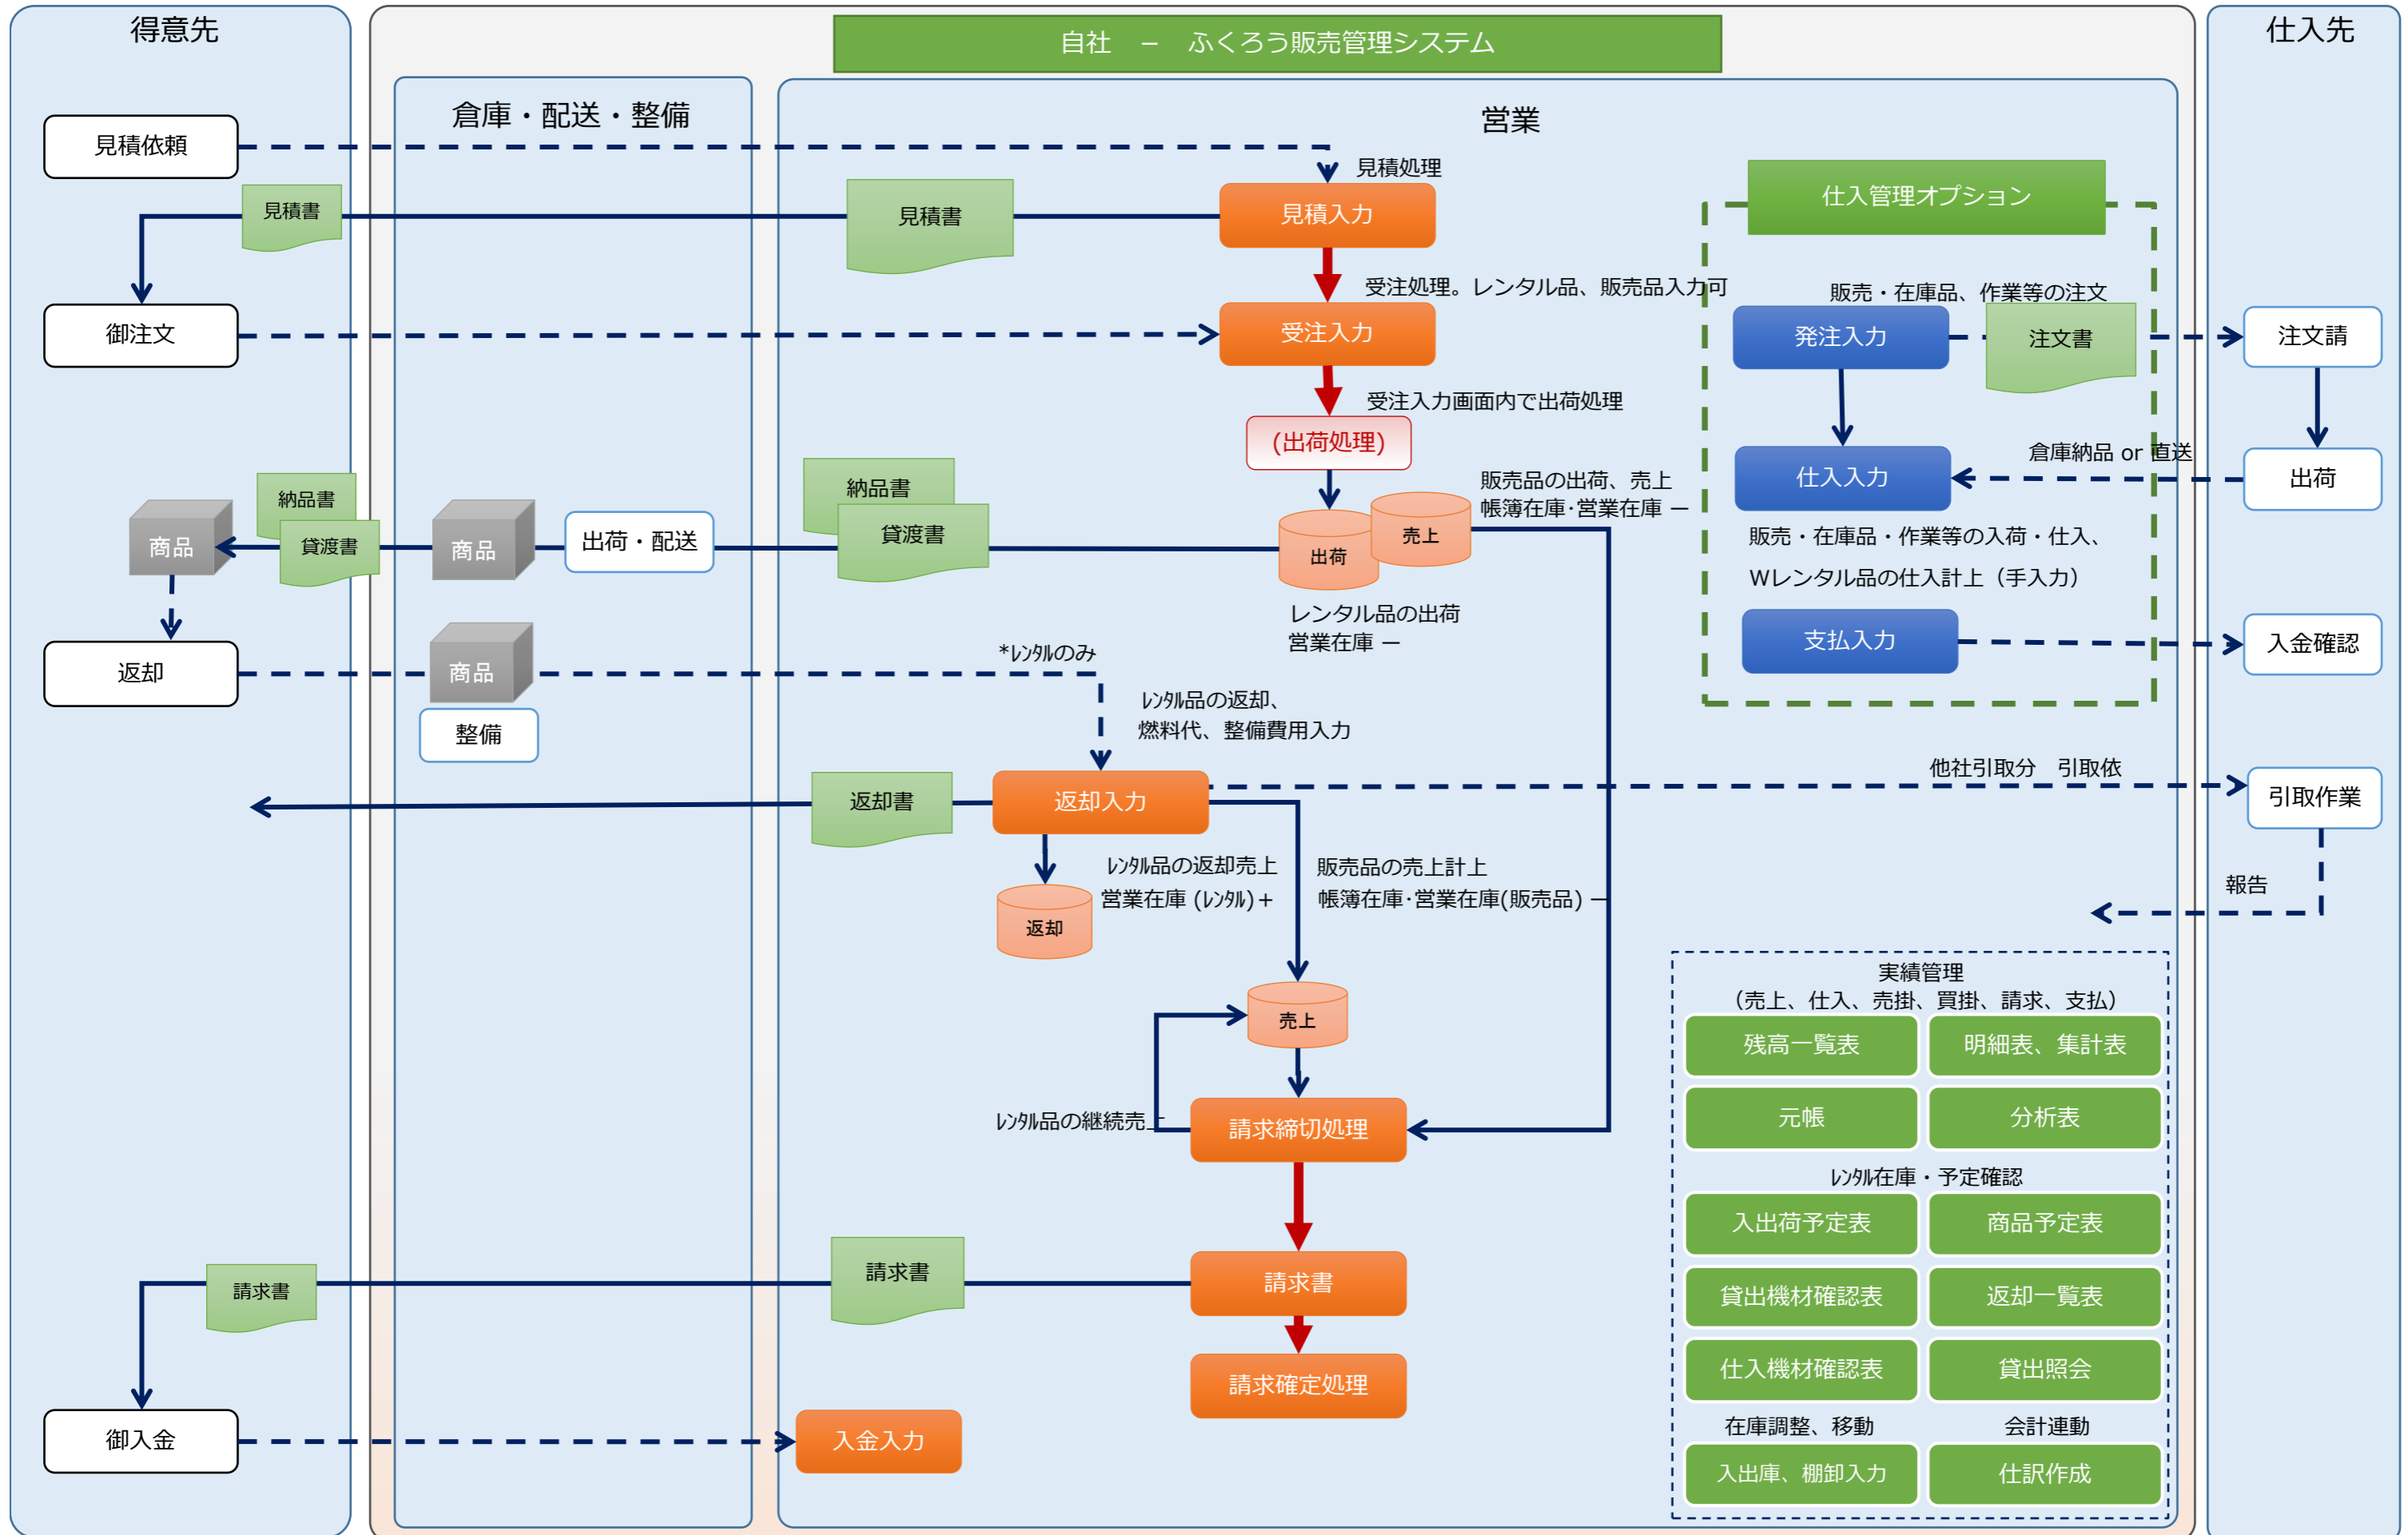 得意先
自社　－　ふくろう販売管理システム
仕入先
倉庫・配送・整備
営業
見積依頼
見積処理
見積書
見積書
見積入力
仕入管理オプション
受注処理。レンタル品、販売品入力可
販売・在庫品、作業等の注文
御注文
受注入力
発注入力
注文書
注文請
受注入力画面内で出荷処理
(出荷処理)
倉庫納品 or 直送
仕入入力
出荷
納品書
貸渡書
商品
商品
出荷・配送
納品書
貸渡書
出荷
売上
販売品の出荷、売上
帳簿在庫･営業在庫 ー
販売・在庫品・作業等の入荷・仕入、
Wレンタル品の仕入計上（手入力）
レンタル品の出荷
営業在庫 ー
支払入力
入金確認
返却
商品
*ﾚﾝﾀﾙのみ
ﾚﾝﾀﾙ品の返却、
燃料代、整備費用入力
整備
他社引取分　引取依
返却書
返却入力
引取作業
ﾚﾝﾀﾙ品の返却売上
営業在庫 (ﾚﾝﾀﾙ)＋
販売品の売上計上
帳簿在庫･営業在庫(販売品) ー
報告
返却
売上
実績管理
（売上、仕入、売掛、買掛、請求、支払）
残高一覧表
明細表、集計表
元帳
分析表
ﾚﾝﾀﾙ品の継続売上
請求締切処理
ﾚﾝﾀﾙ在庫・予定確認
入出荷予定表
商品予定表
請求書
請求書
請求書
貸出機材確認表
返却一覧表
請求確定処理
仕入機材確認表
貸出照会
御入金
入金入力
在庫調整、移動
会計連動
入出庫、棚卸入力
仕訳作成